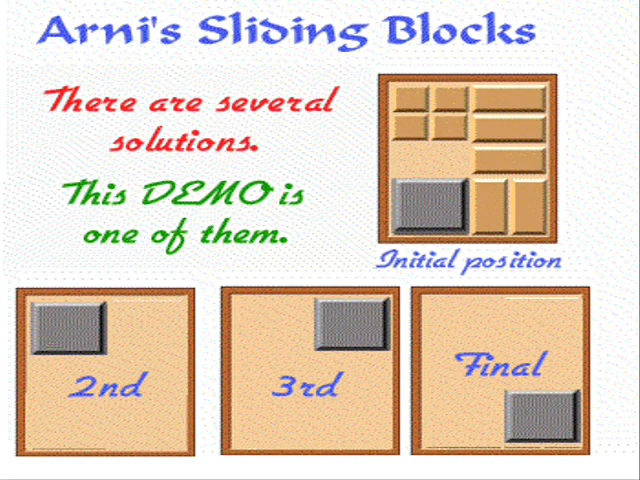 Arni's Sliding Blocks
There are several
solutions.
This DEMO is
one of them.
Initial position
2nd
3rd
Final